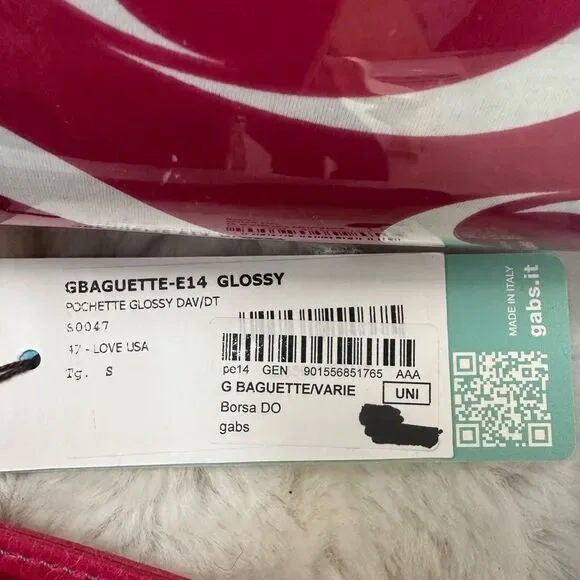 GBAGUETTE-E14 GLOSSY
POCHETTE GLOSSY DAV/DT
S0047
47 - LOVE USA
Tg. S
pe14 GEN 901556851765 AAA
G BAGUETTE/VARIE UNI
Borsa DO
gabs
MADE IN ITALY
gabs.it